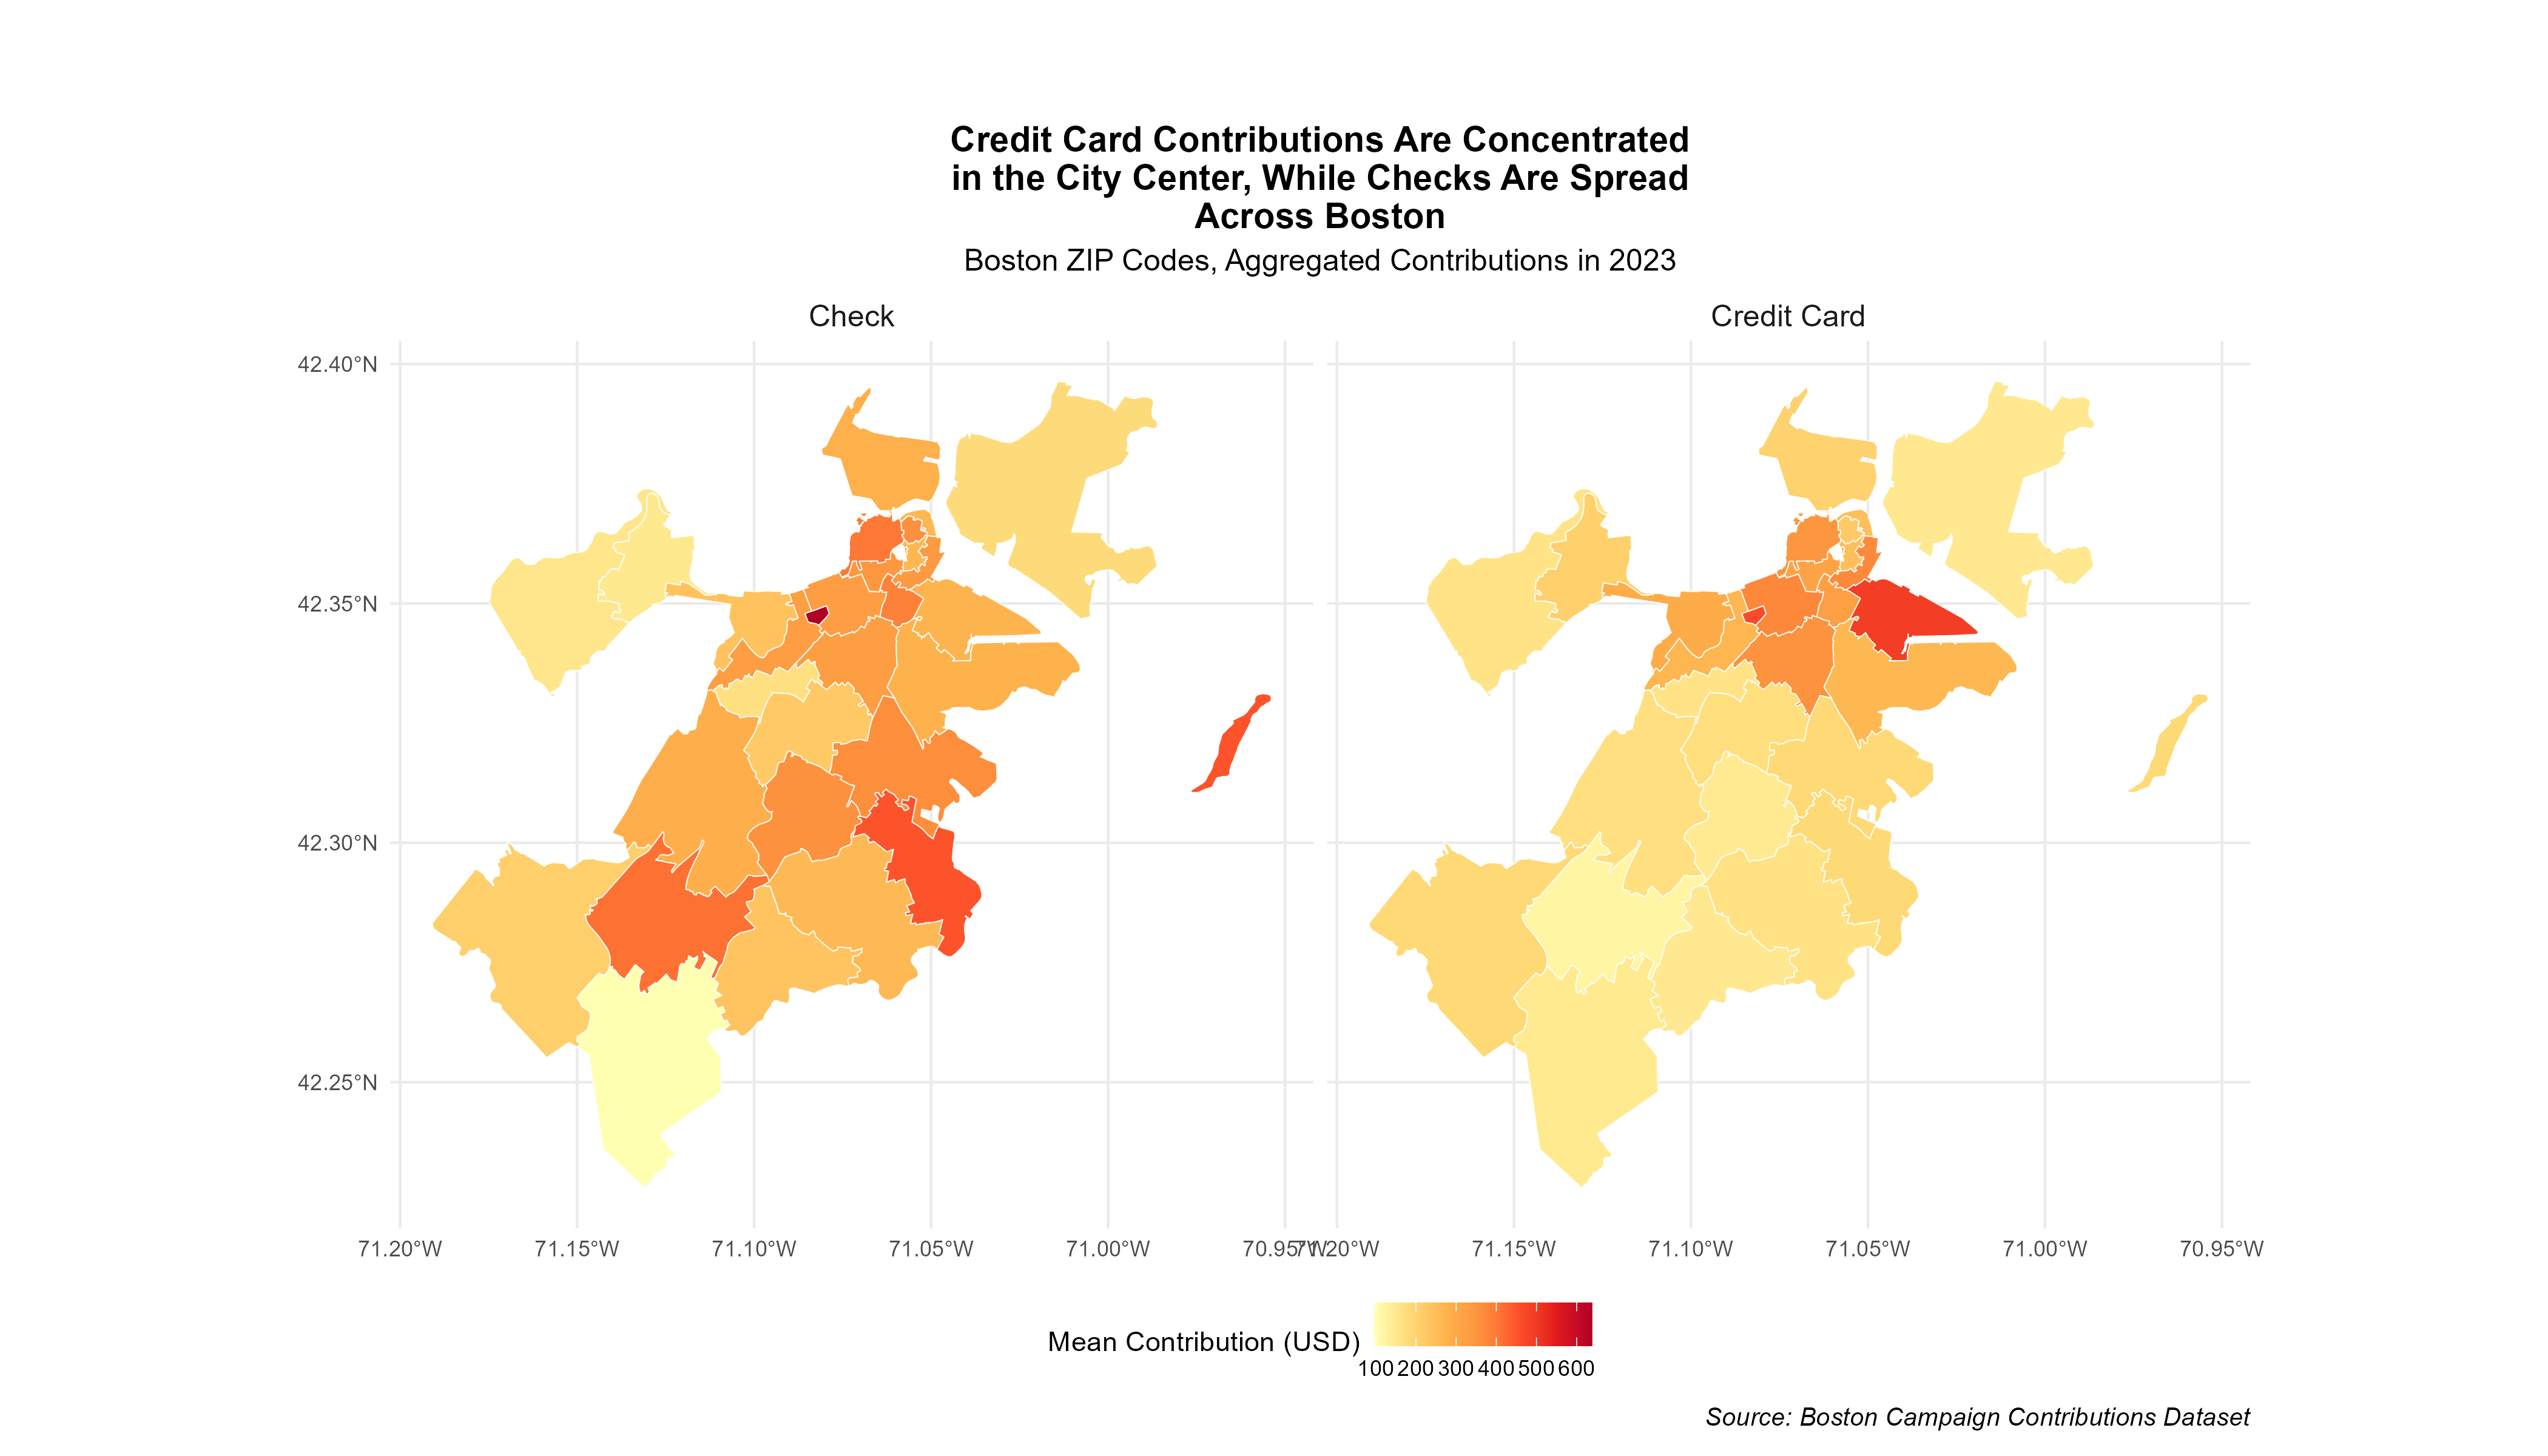 Credit Card Contributions Are Concentrated
in the City Center, While Checks Are Spread
Across Boston
Boston ZIP Codes, Aggregated Contributions in 2023
Check
Credit Card
42.40°N
42.35°N
42.30°N
42.25°N
71.20°W 71.15°W 71.10°W 71.05°W 71.00°W 70.95°W 71.20°W 71.15°W 71.10°W 71.05°W 71.00°W 70.95°W
Mean Contribution (USD)
100 200 300 400 500 600
Source: Boston Campaign Contributions Dataset